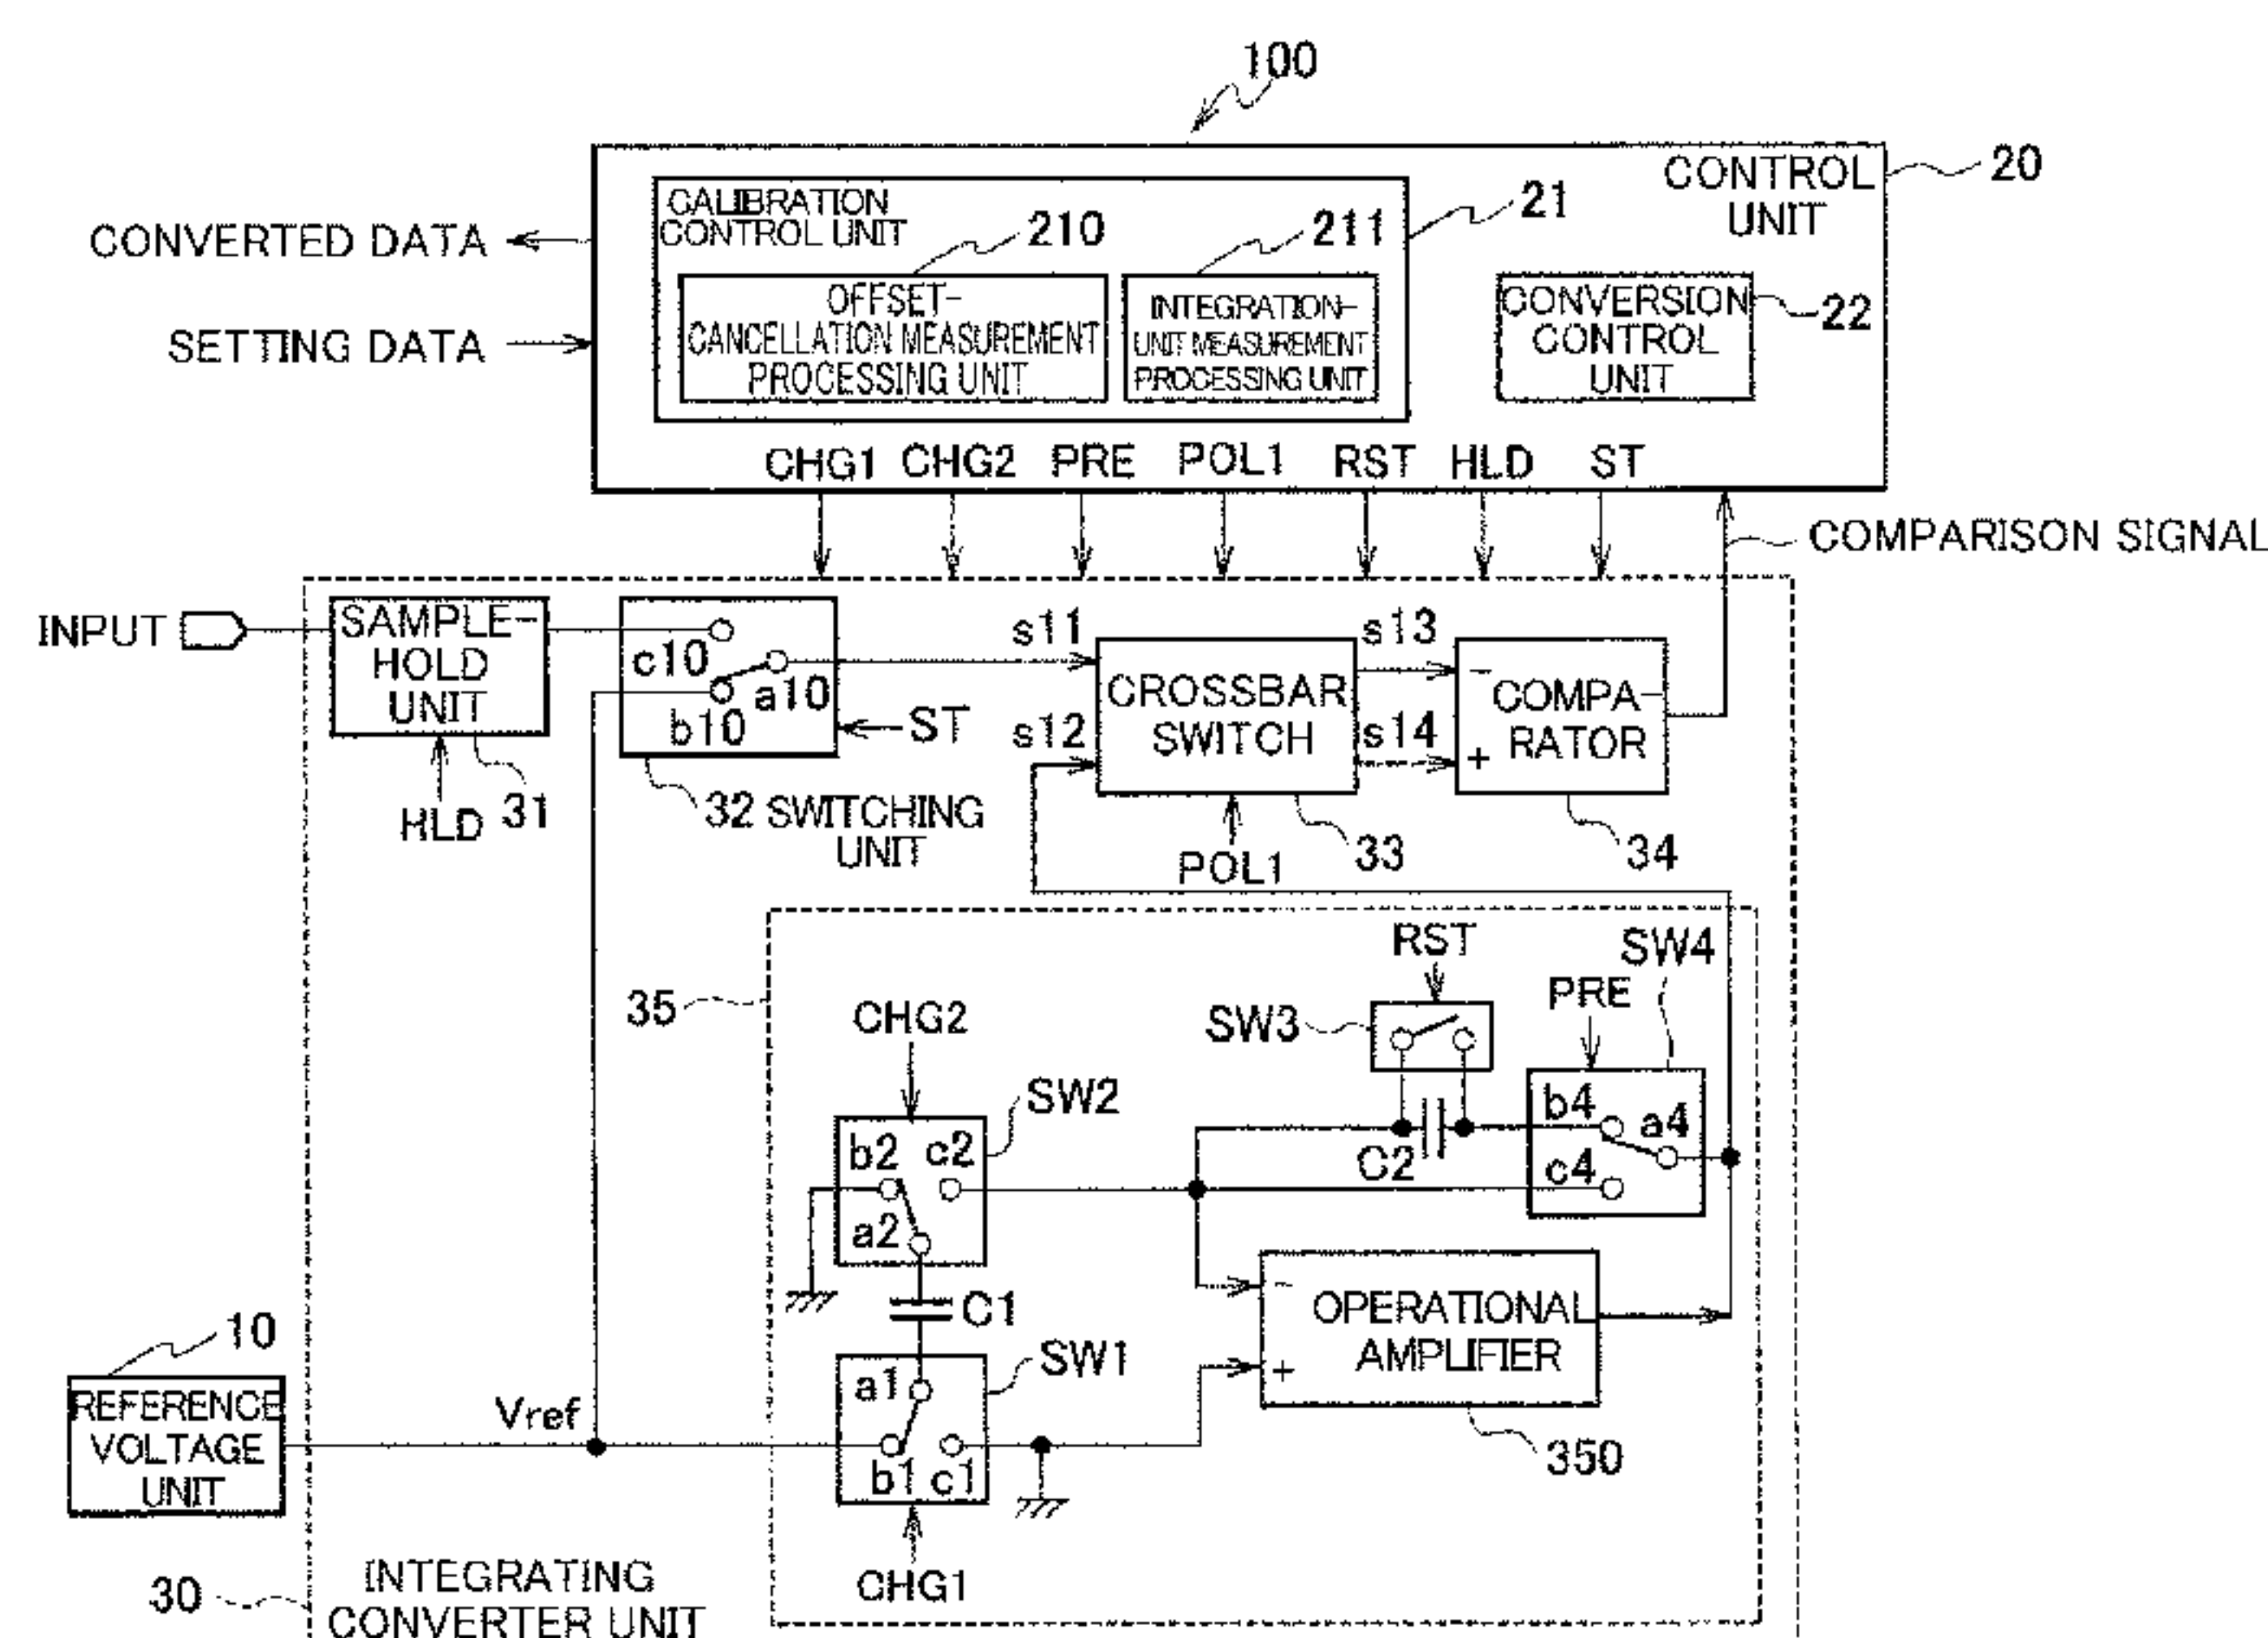 100
CONTROL
UNIT
20
CALIBRATION
CONTROL UNIT
21
210
211
CONVERTED DATA
OFFSET-
CANCELLATION MEASUREMENT
PROCESSING UNIT
INTEGRATION-
UNIT MEASUREMENT
PROCESSING UNIT
CONVERSION
CONTROL
UNIT
22
SETTING DATA
CHG1 CHG2 PRE POL1 RST HLD ST
COMPARISON SIGNAL
INPUT
SAMPLE-
HOLD
UNIT
c10
a10
b10
ST
s11
s12
CROSSBAR
SWITCH
s13
s14
-
+
COMPA-
RATOR
HLD
31
32 SWITCHING
UNIT
POL1
33
34
35
RST
SW3
SW4
PRE
CHG2
SW2
b2 c2
a2
C2
b4
a4
c4
C1
SW1
a1
b1 c1
CHG1
-
+
OPERATIONAL
AMPLIFIER
350
10
REFERENCE
VOLTAGE
UNIT
Vref
30
INTEGRATING
CONVERTER UNIT